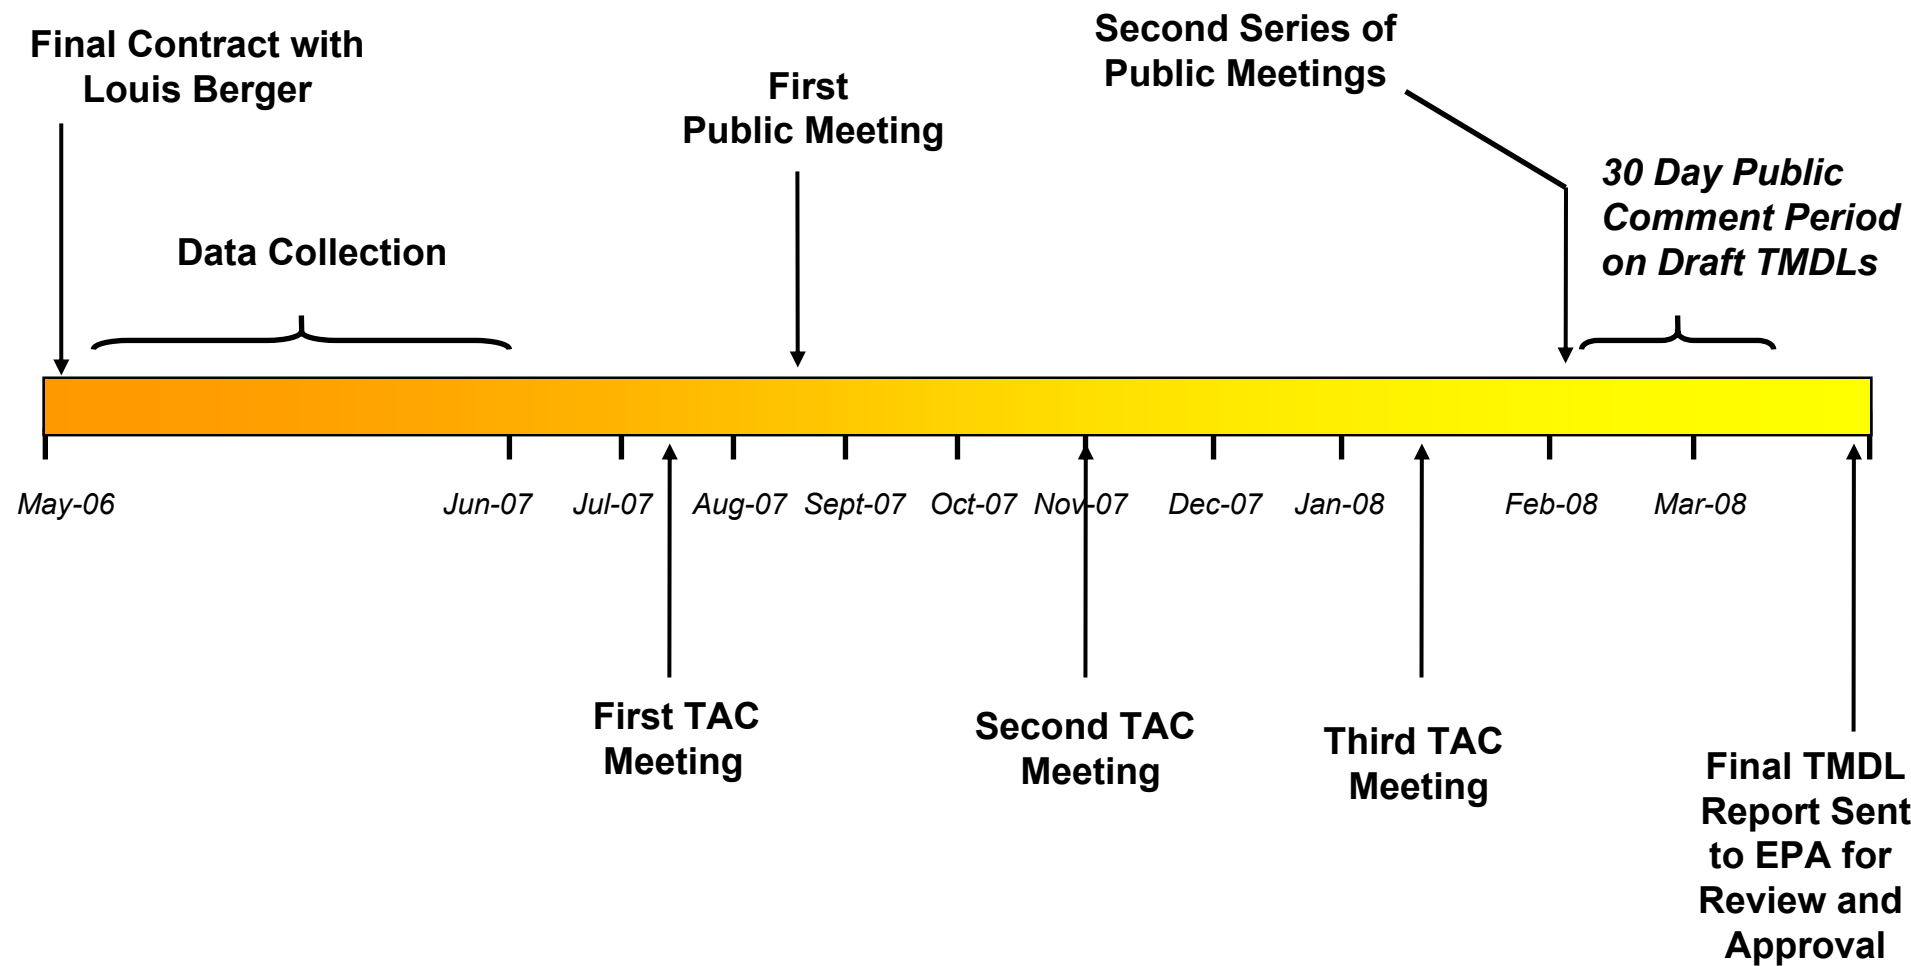 Final Contract with
Louis Berger
First
Public Meeting
Second Series of
Public Meetings
30 Day Public
Comment Period
on Draft TMDLs
Data Collection
May-06
Jun-07
Jul-07
Aug-07
Sept-07
Oct-07
Nov-07
Dec-07
Jan-08
Feb-08
Mar-08
First TAC
Meeting
Second TAC
Meeting
Third TAC
Meeting
Final TMDL
Report Sent
to EPA for
Review and
Approval